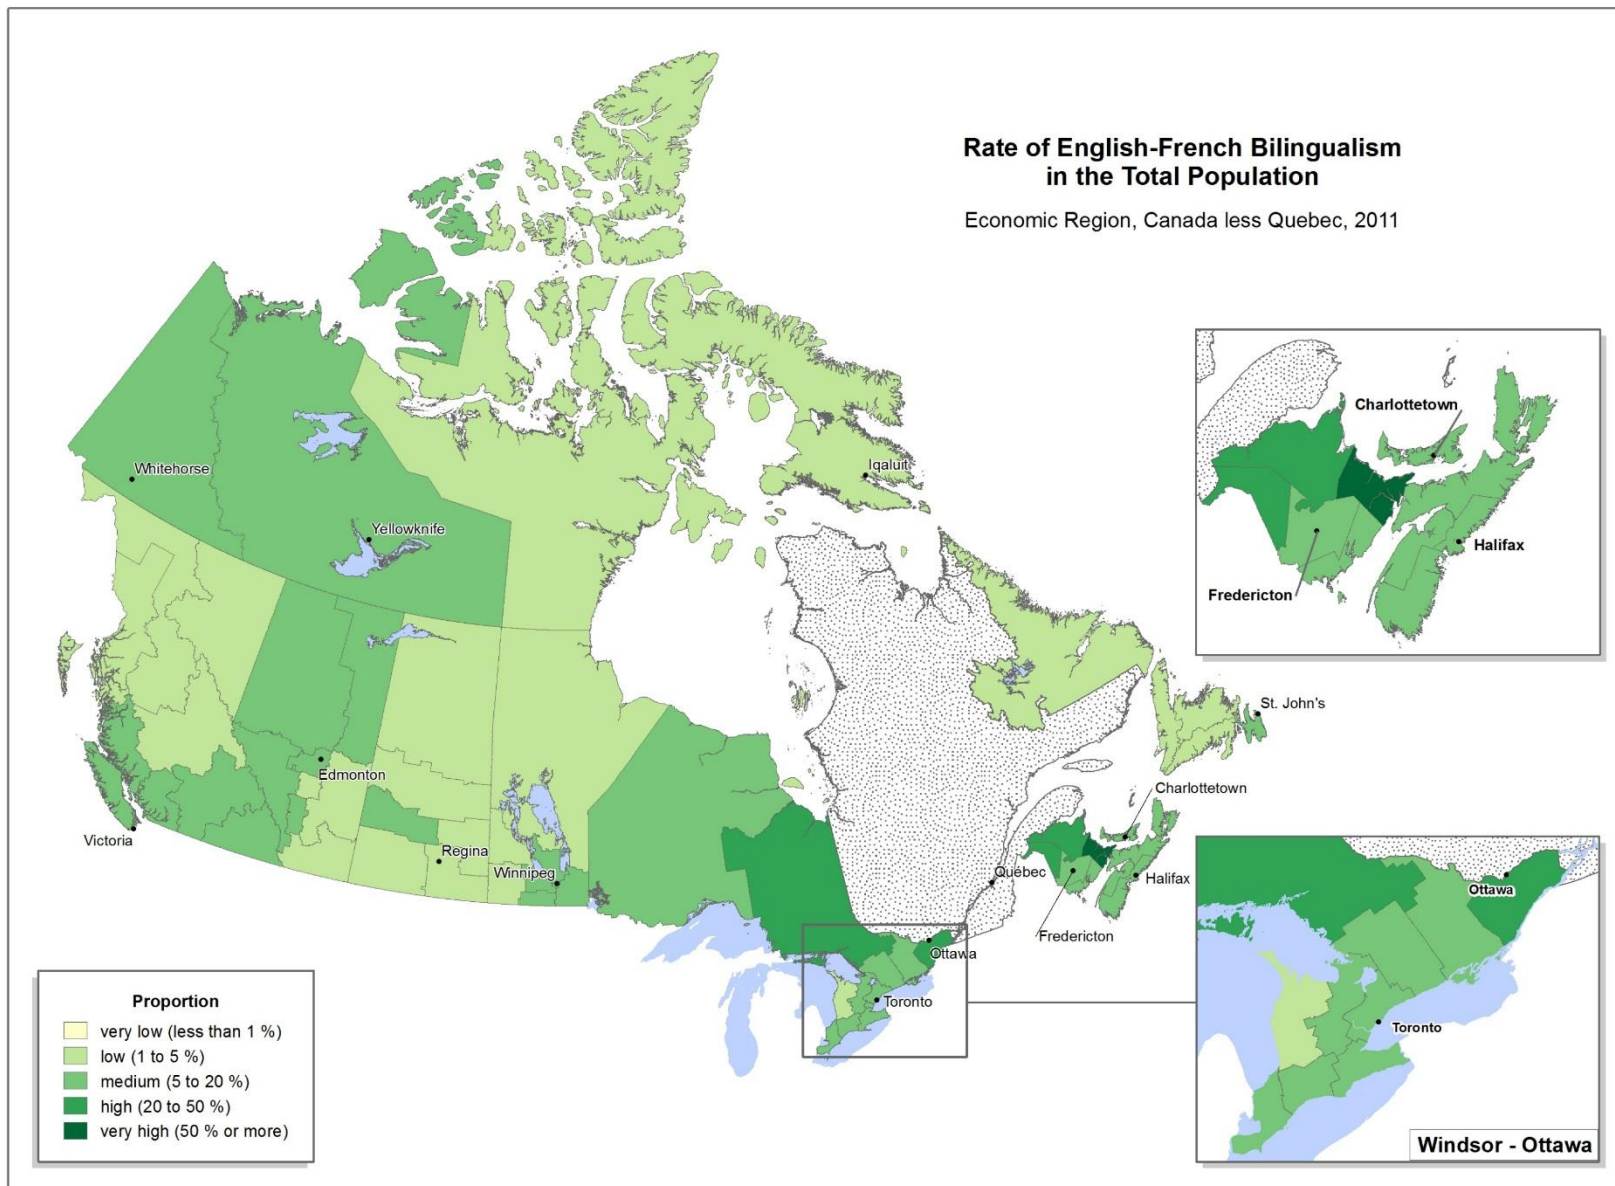 Rate of English-French Bilingualism
in the Total Population
Economic Region, Canada less Quebec, 2011
Whitehorse
Yellowknife
Iqaluit
Edmonton
Victoria
Regina
Winnipeg
St. John's
Charlottetown
Québec
Halifax
Fredericton
Ottawa
Toronto
Charlottetown
Halifax
Fredericton
Ottawa
Toronto
Windsor - Ottawa
Proportion
very low (less than 1 %)
low (1 to 5 %)
medium (5 to 20 %)
high (20 to 50 %)
very high (50 % or more)